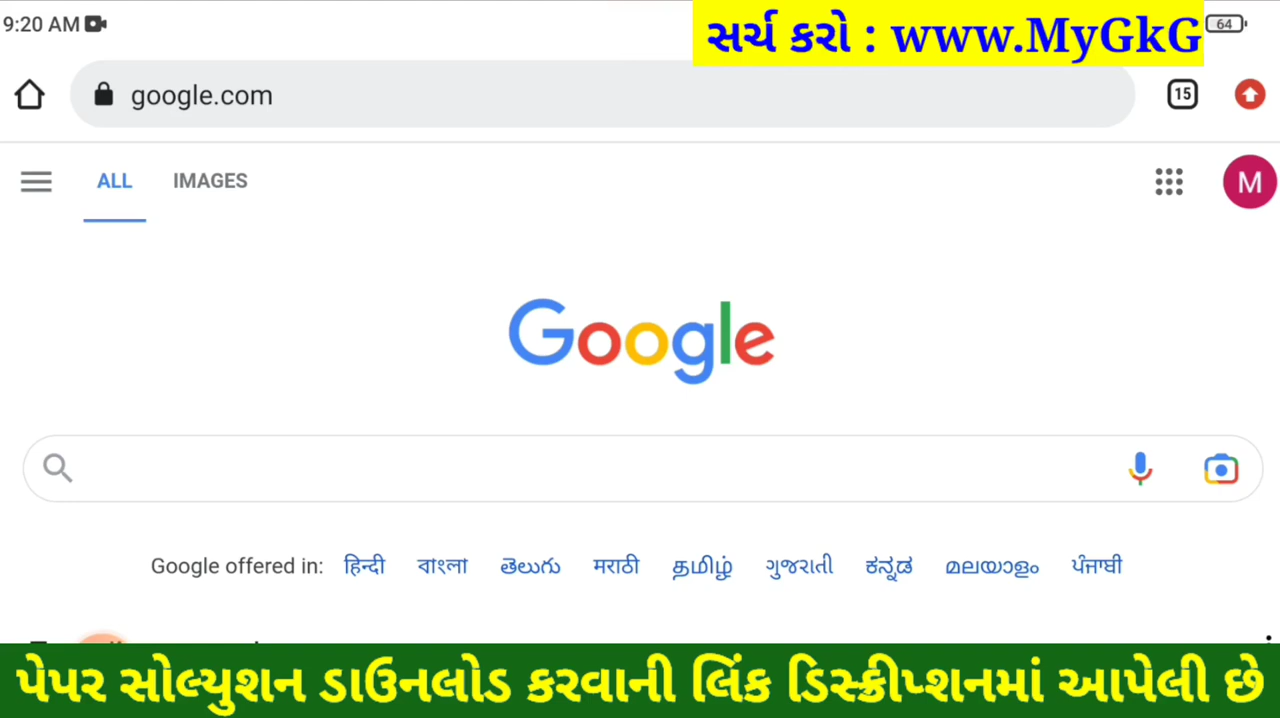 9:20 AM
સર્ચ કરો : www.MyGkG
64
google.com
15
ALL IMAGES
M
Google
Google offered in: हिन्दी বাংলা తెలుగు मराठी தமிழ் ગુજરાતી ಕನ್ನಡ മലയാളം ਪੰਜਾਬੀ
પેપર સોલ્યુશન ડાઉનલોડ કરવાની લિંક ડિસ્ક્રીપ્શનમાં આપેલી છે